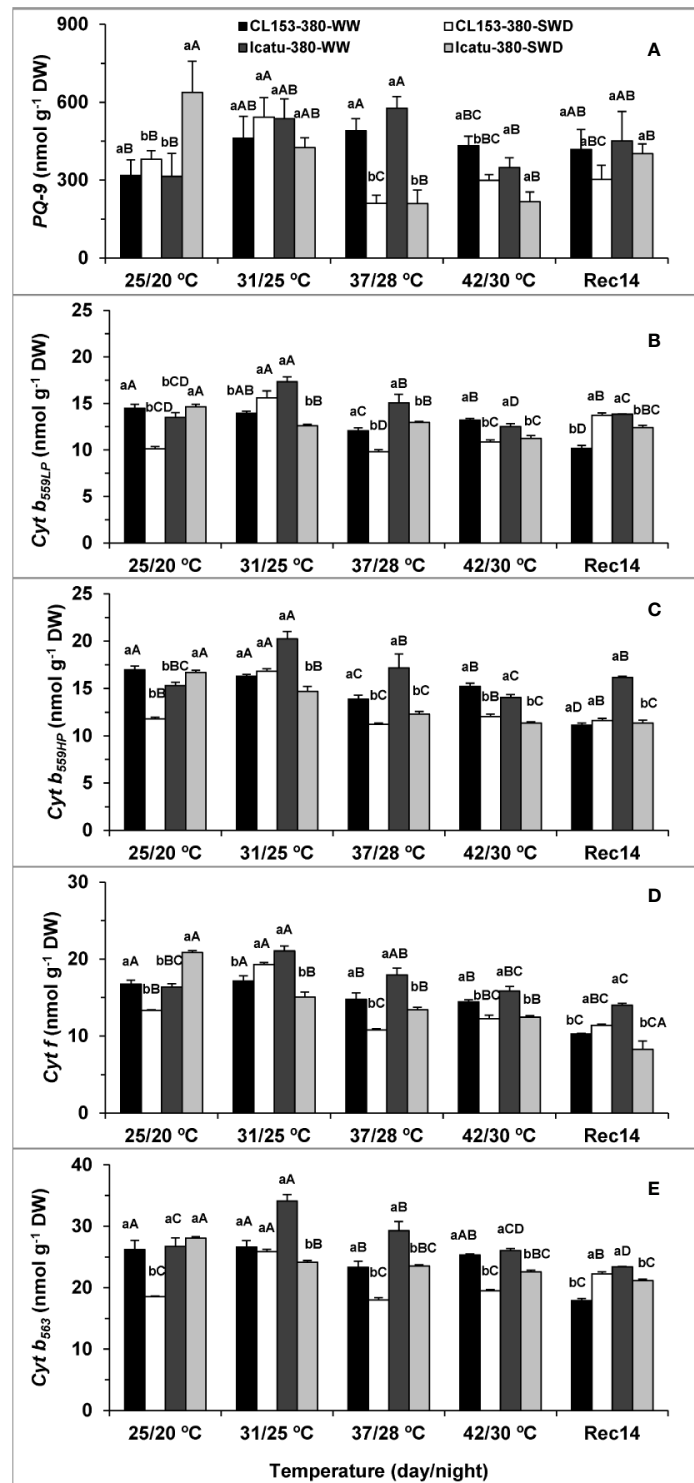 CL153-380-WW CL153-380-SWD
Icatu-380-WW Icatu-380-SWD
A
PQ-9 (nmol g-1 DW)
900
600
300
0
aB bB bB aA
aAB aA aAB aAB
aA bC aA bB
aBC bBC aB aB
aAB aBC aAB aB
25/20 ºC 31/25 ºC 37/28 ºC 42/30 ºC Rec14
B
Cyt b559LP (nmol g-1 DW)
25
20
15
10
5
0
aA bCD bCD aA
bAB aA aA bB
aC bD aB bB
aB bC aD bC
bD aB aC bBC
25/20 ºC 31/25 ºC 37/28 ºC 42/30 ºC Rec14
C
Cyt b559HP (nmol g-1 DW)
25
20
15
10
5
0
aA bB bBC aA
aA aA aA bB
aC bC aB bC
aB bB aC bC
aD aB aB bC
25/20 ºC 31/25 ºC 37/28 ºC 42/30 ºC Rec14
D
Cyt f (nmol g-1 DW)
30
20
10
0
aA bB bBC aA
bA aA aA bB
aB bC aAB bB
aB bBC aBC bB
bC aBC aC bCA
25/20 ºC 31/25 ºC 37/28 ºC 42/30 ºC Rec14
E
Cyt b563 (nmol g-1 DW)
40
30
20
10
0
aA bC aC aA
aA aA aA bB
aB bC aB bBC
aAB bC aCD bBC
bC aB aD bC
25/20 ºC 31/25 ºC 37/28 ºC 42/30 ºC Rec14
Temperature (day/night)